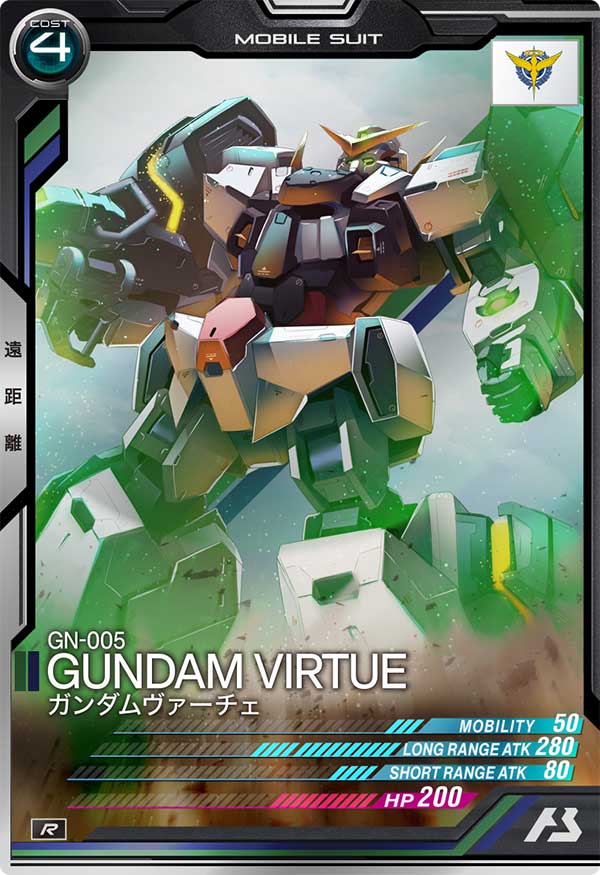 COST
4
MOBILE SUIT
遠距離
GN-005
GUNDAM VIRTUE
ガンダムヴァーチェ
MOBILITY 50
LONG RANGE ATK 280
SHORT RANGE ATK 80
HP 200
R